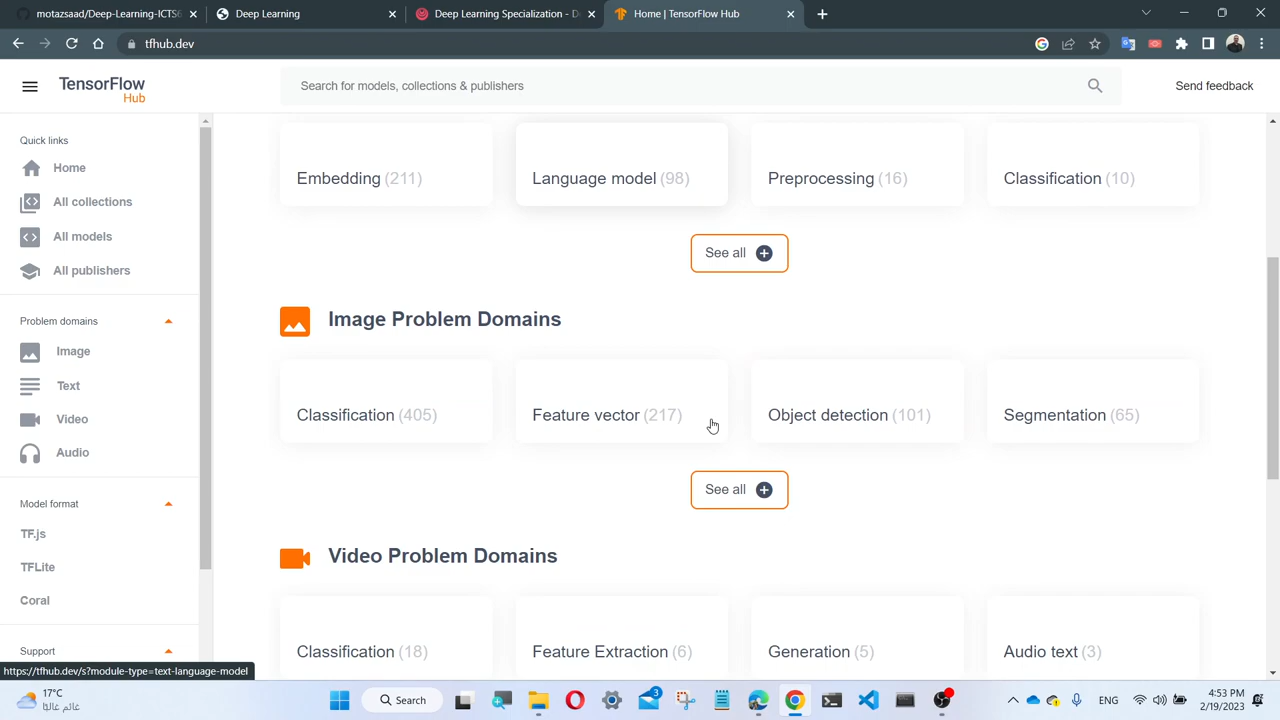 motazsaad/Deep-Learning-ICTS6
Deep Learning
Deep Learning Specialization - D
Home | TensorFlow Hub
tfhub.dev
TensorFlow
Hub
Search for models, collections & publishers
Send feedback
Quick links
Home
All collections
All models
All publishers
Problem domains
Image
Text
Video
Audio
Model format
TF.js
TFLite
Coral
Support
Embedding (211)
Language model (98)
Preprocessing (16)
Classification (10)
See all
Image Problem Domains
Classification (405)
Feature vector (217)
Object detection (101)
Segmentation (65)
See all
Video Problem Domains
Classification (18)
Feature Extraction (6)
Generation (5)
Audio text (3)
https://tfhub.dev/s?module-type=text-language-model
17°C
غائم غالبًا
Search
3
ENG
4:53 PM
2/19/2023